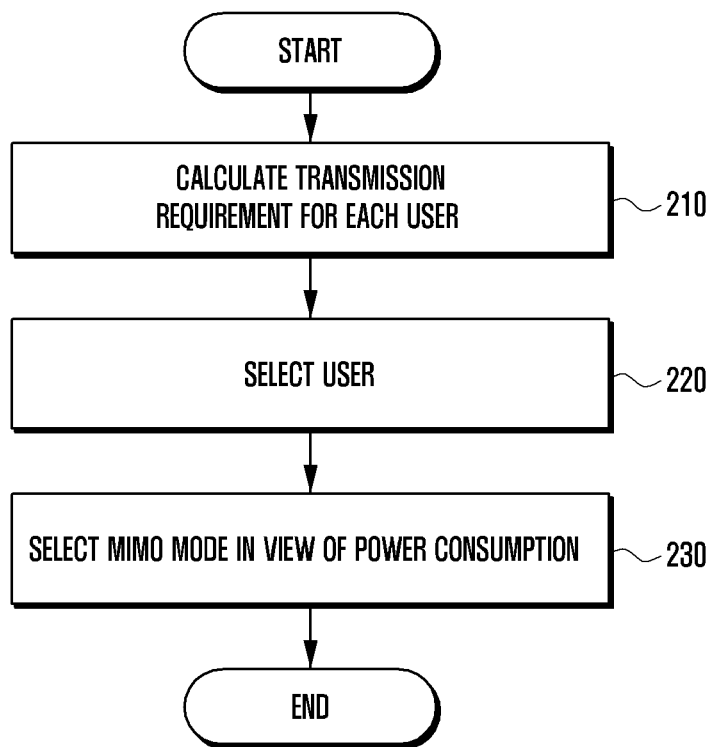 START
CALCULATE TRANSMISSION
REQUIREMENT FOR EACH USER
210
SELECT USER
220
SELECT MIMO MODE IN VIEW OF POWER CONSUMPTION
230
END